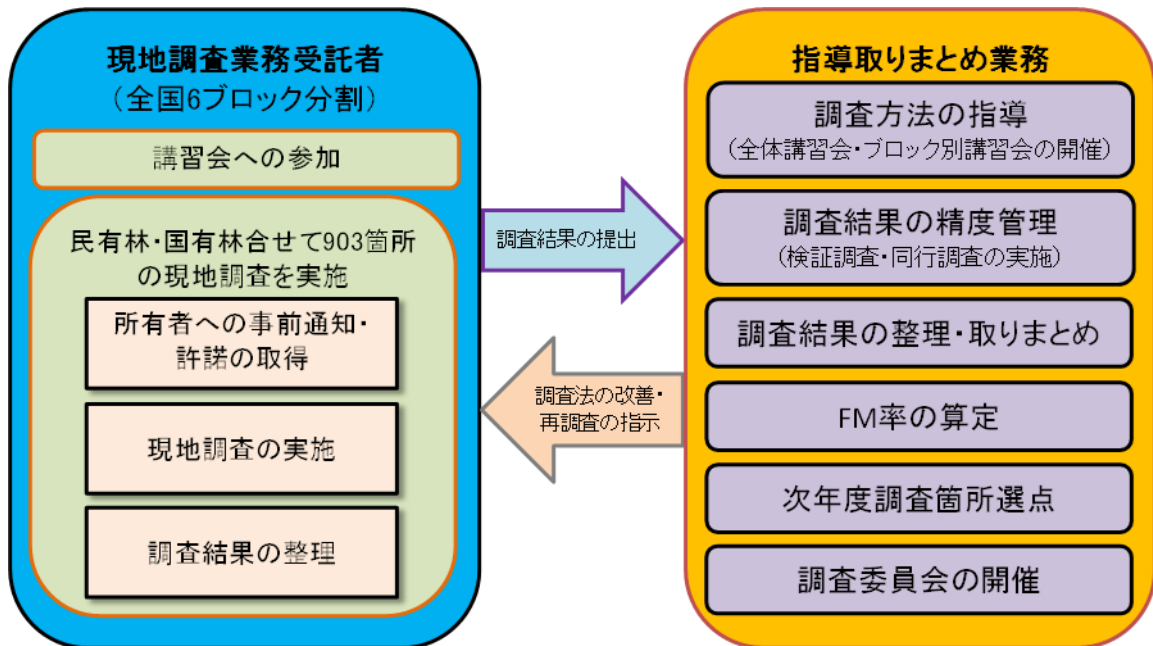 現地調査業務受託者
（全国6ブロック分割）
講習会への参加
民有林・国有林合せて903箇所
の現地調査を実施
所有者への事前通知・
許諾の取得
現地調査の実施
調査結果の整理
調査結果の提出
調査法の改善・
再調査の指示
指導取りまとめ業務
調査方法の指導
（全体講習会・ブロック別講習会の開催）
調査結果の精度管理
（検証調査・同行調査の実施）
調査結果の整理・取りまとめ
FM率の算定
次年度調査箇所選点
調査委員会の開催